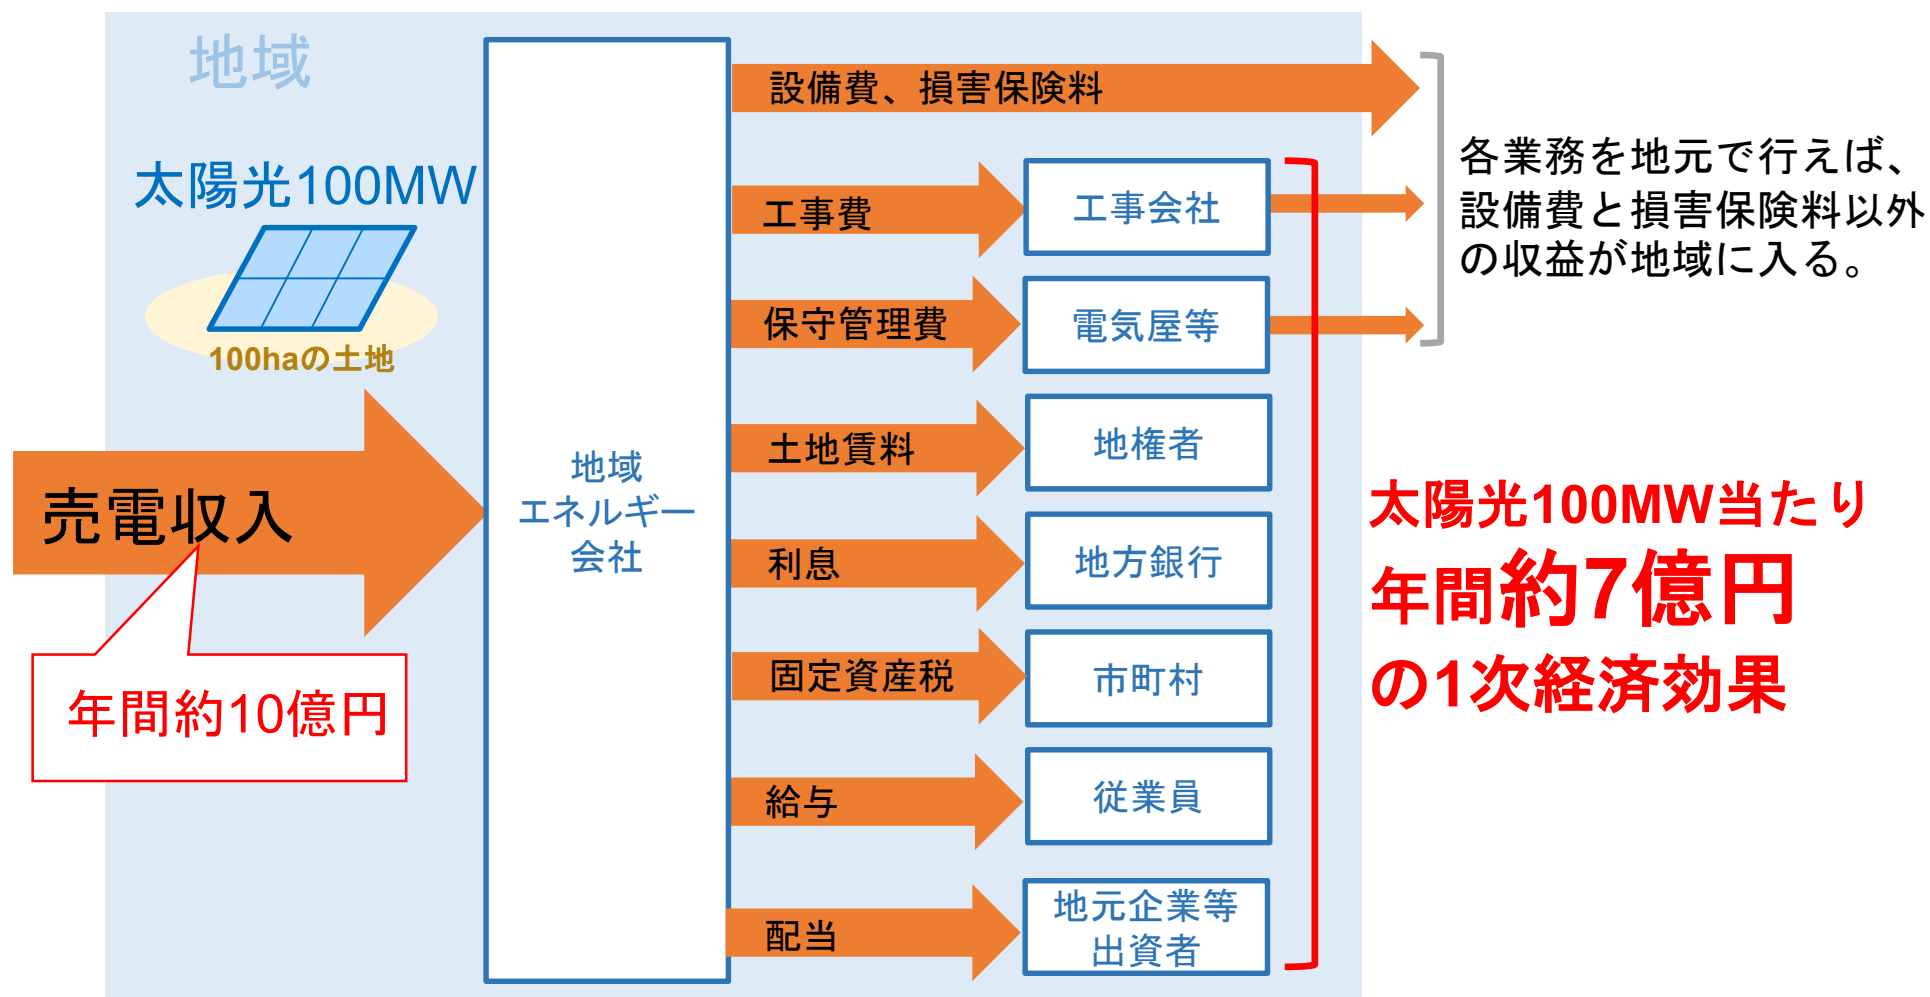 地域
太陽光100MW
100haの土地
売電収入
年間約10億円
地域
エネルギー
会社
設備費、損害保険料
工事費
工事会社
保守管理費
電気屋等
土地賃料
地権者
利息
地方銀行
固定資産税
市町村
給与
従業員
配当
地元企業等
出資者
各業務を地元で行えば、
設備費と損害保険料以外
の収益が地域に入る。
太陽光100MW当たり
年間約7億円
の1次経済効果